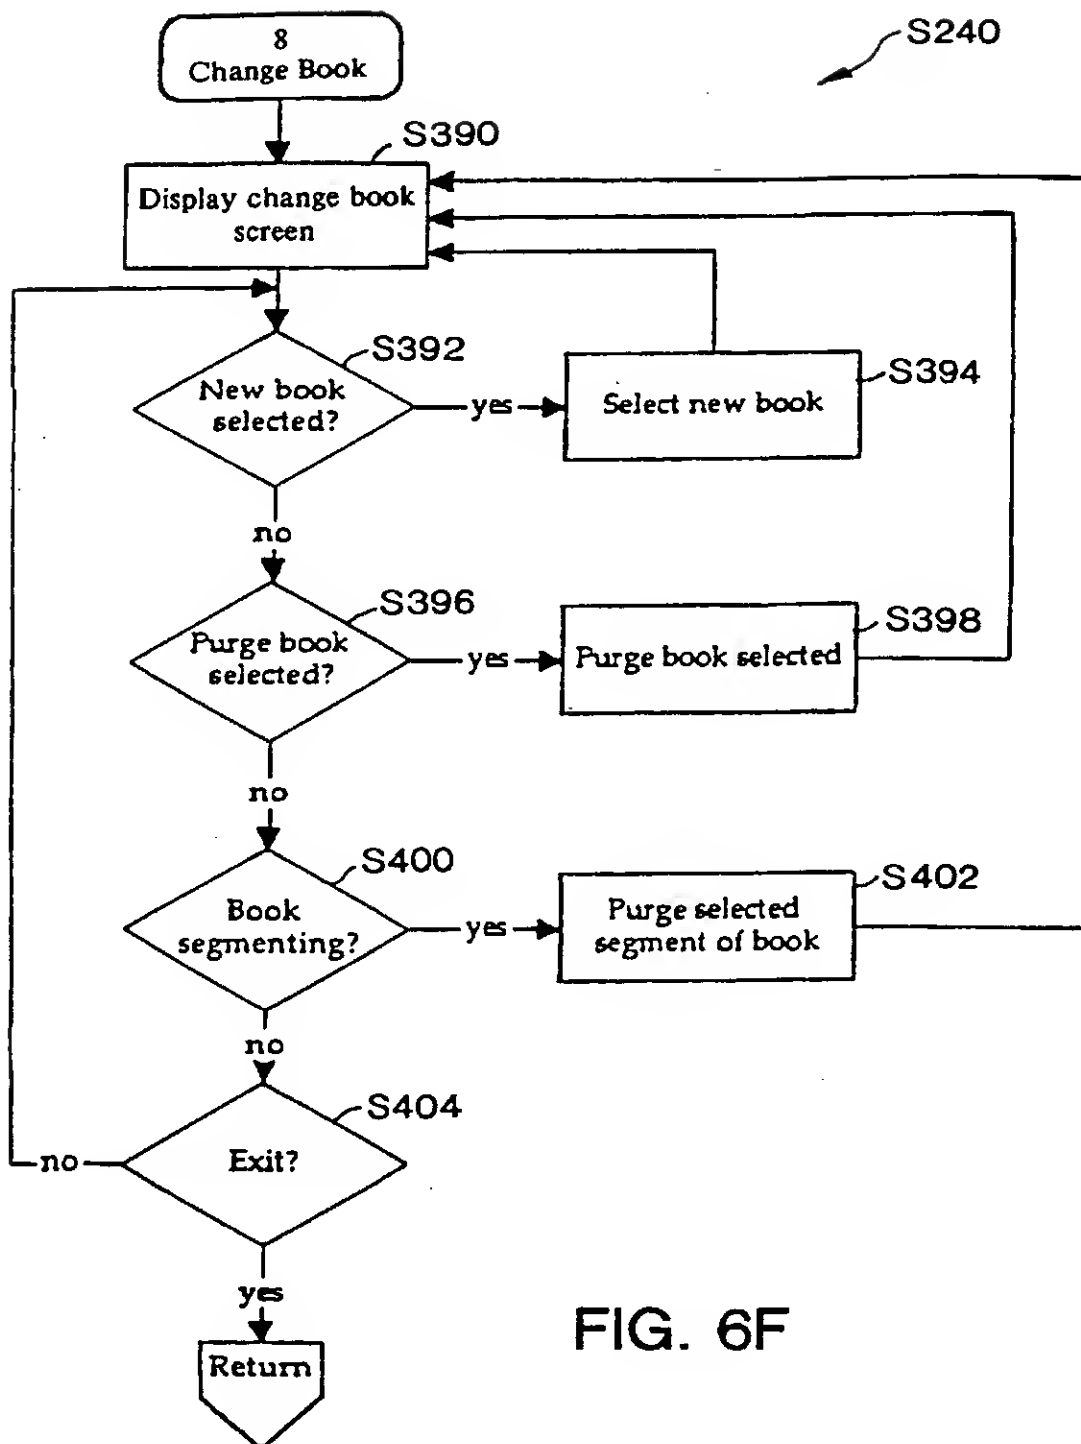 S240
8
Change Book
S390
Display change book
screen
S392
New book
selected?
yes
S394
Select new book
no
S396
Purge book
selected?
yes
S398
Purge book selected
no
S400
Book
segmenting?
yes
S402
Purge selected
segment of book
no
S404
Exit?
no
yes
Return
FIG. 6F